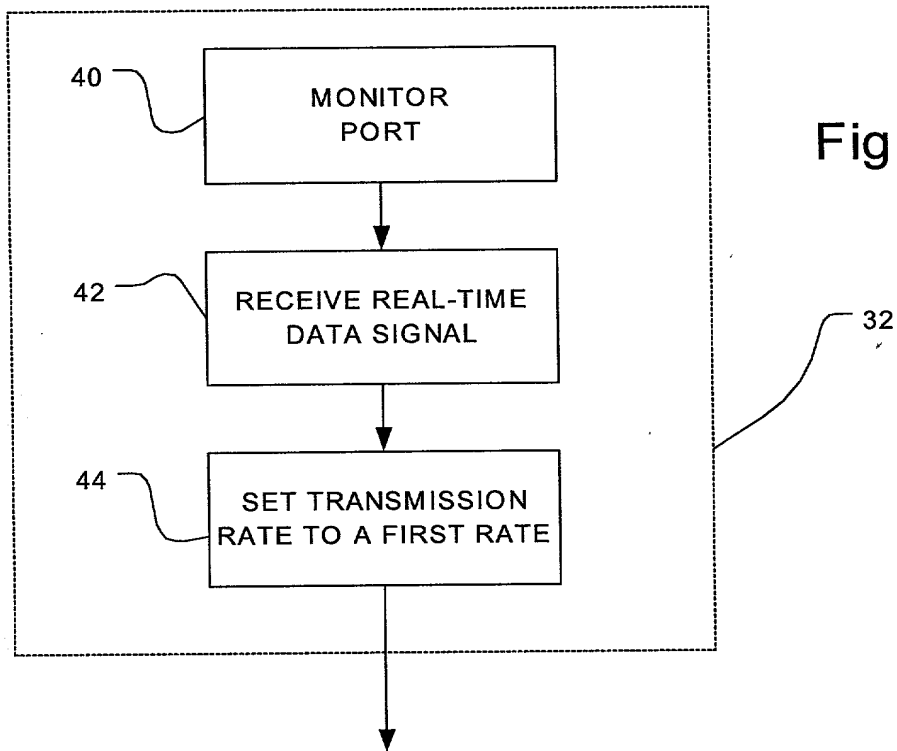 40
MONITOR
PORT
Fig
42
RECEIVE REAL-TIME
DATA SIGNAL
32
44
SET TRANSMISSION
RATE TO A FIRST RATE